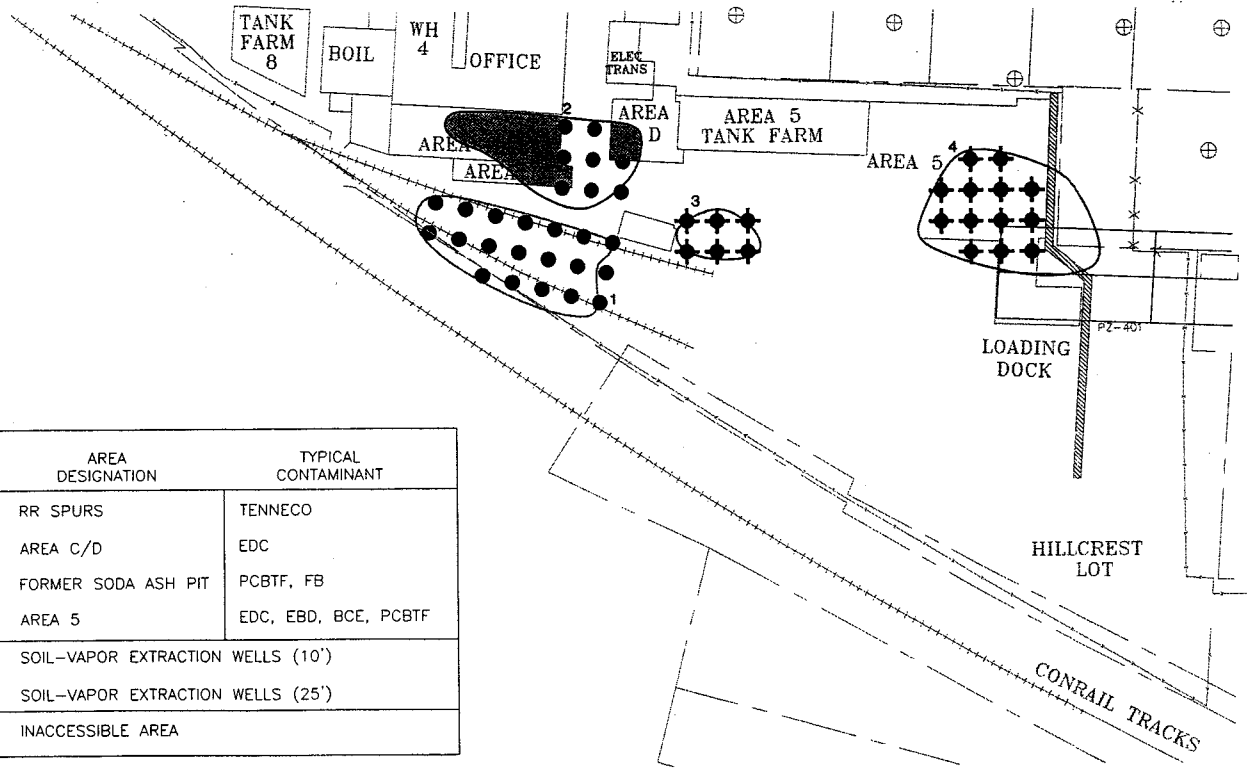 TANK
FARM
8
BOIL
WH
4
OFFICE
ELEC
TRANS
2
AREA
D
AREA 5
TANK FARM
AREA
AREA
AREA 5
4
3
1
PZ-401
LOADING
DOCK
HILLCREST
LOT
CONRAIL TRACKS
AREA
DESIGNATION
TYPICAL
CONTAMINANT
RR SPURS
TENNECO
AREA C/D
EDC
FORMER SODA ASH PIT
PCBTF, FB
AREA 5
EDC, EBD, BCE, PCBTF
SOIL-VAPOR EXTRACTION WELLS (10')
SOIL-VAPOR EXTRACTION WELLS (25')
INACCESSIBLE AREA